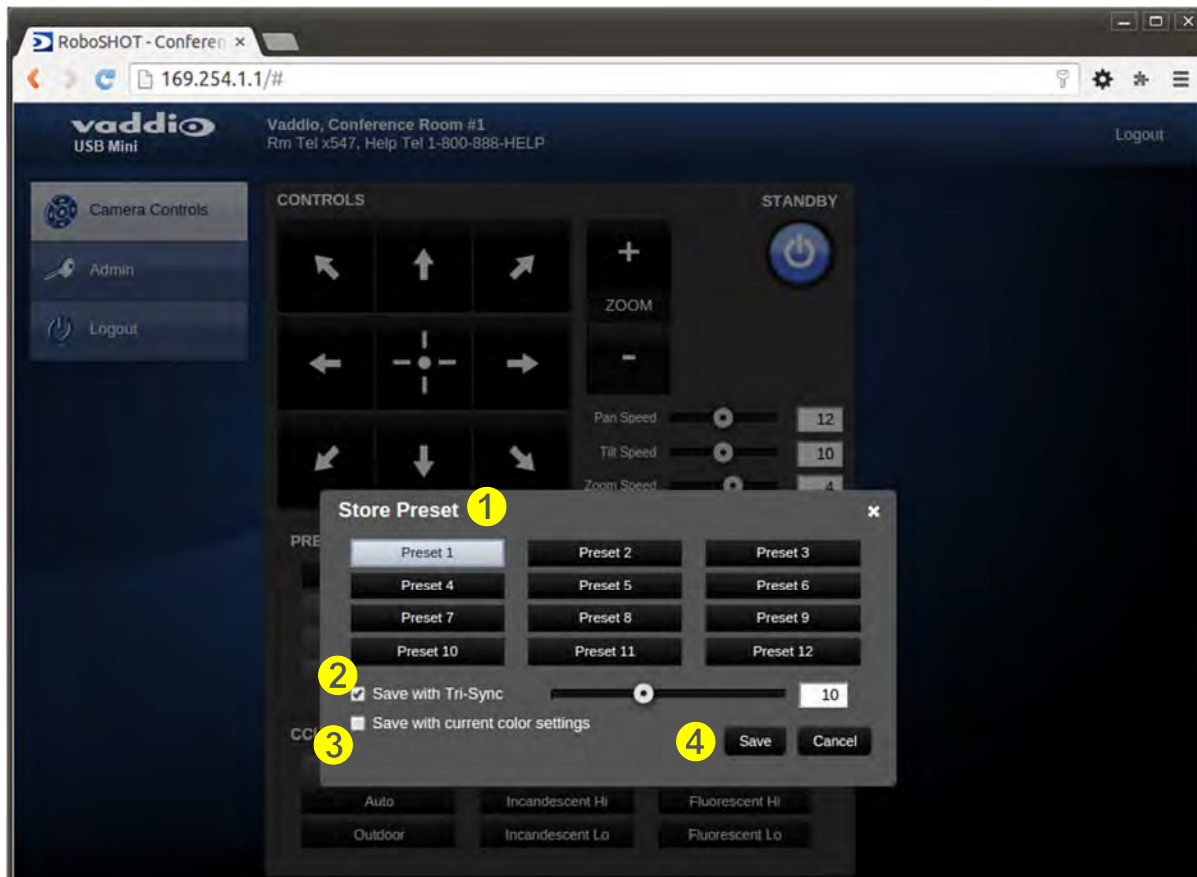 RoboSHOT - Conferen ×
169.254.1.1/#
vaddio
USB Mini
Vaddio, Conference Room #1
Rm Tel x547, Help Tel 1-800-888-HELP
Logout
Camera Controls
Admin
Logout
CONTROLS
STANDBY
+
ZOOM
-
Pan Speed 12
Tilt Speed 10
Zoom Speed 4
Store Preset 1
PRE
Preset 1 Preset 2 Preset 3
Preset 4 Preset 5 Preset 6
Preset 7 Preset 8 Preset 9
Preset 10 Preset 11 Preset 12
2
Save with Tri-Sync 10
3
Save with current color settings
CCU
4
Save Cancel
Auto Incandescent Hi Fluorescent Hi
Outdoor Incandescent Lo Fluorescent Lo